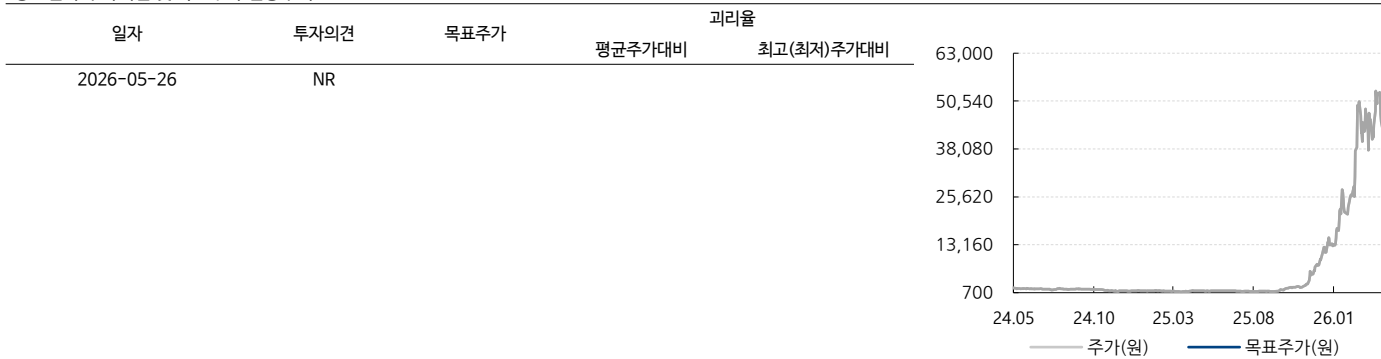 일자 투자의견 목표주가 괴리율
평균주가대비 최고(최저)주가대비
2026-05-26 NR
63,000
50,540
38,080
25,620
13,160
700
24.05 24.10 25.03 25.08 26.01
주가(원) 목표주가(원)